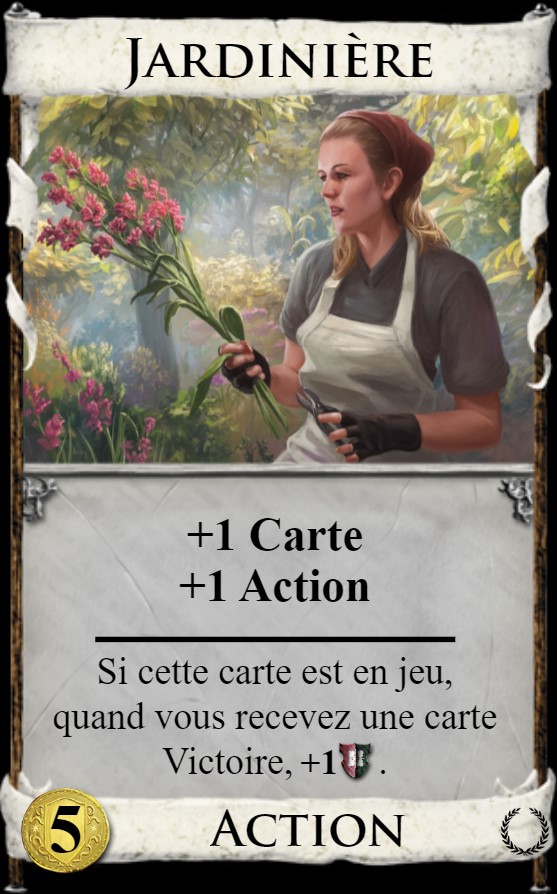 Jardinière
+1 Carte
+1 Action
Si cette carte est en jeu,
quand vous recevez une carte
Victoire, +1 .
5
Action